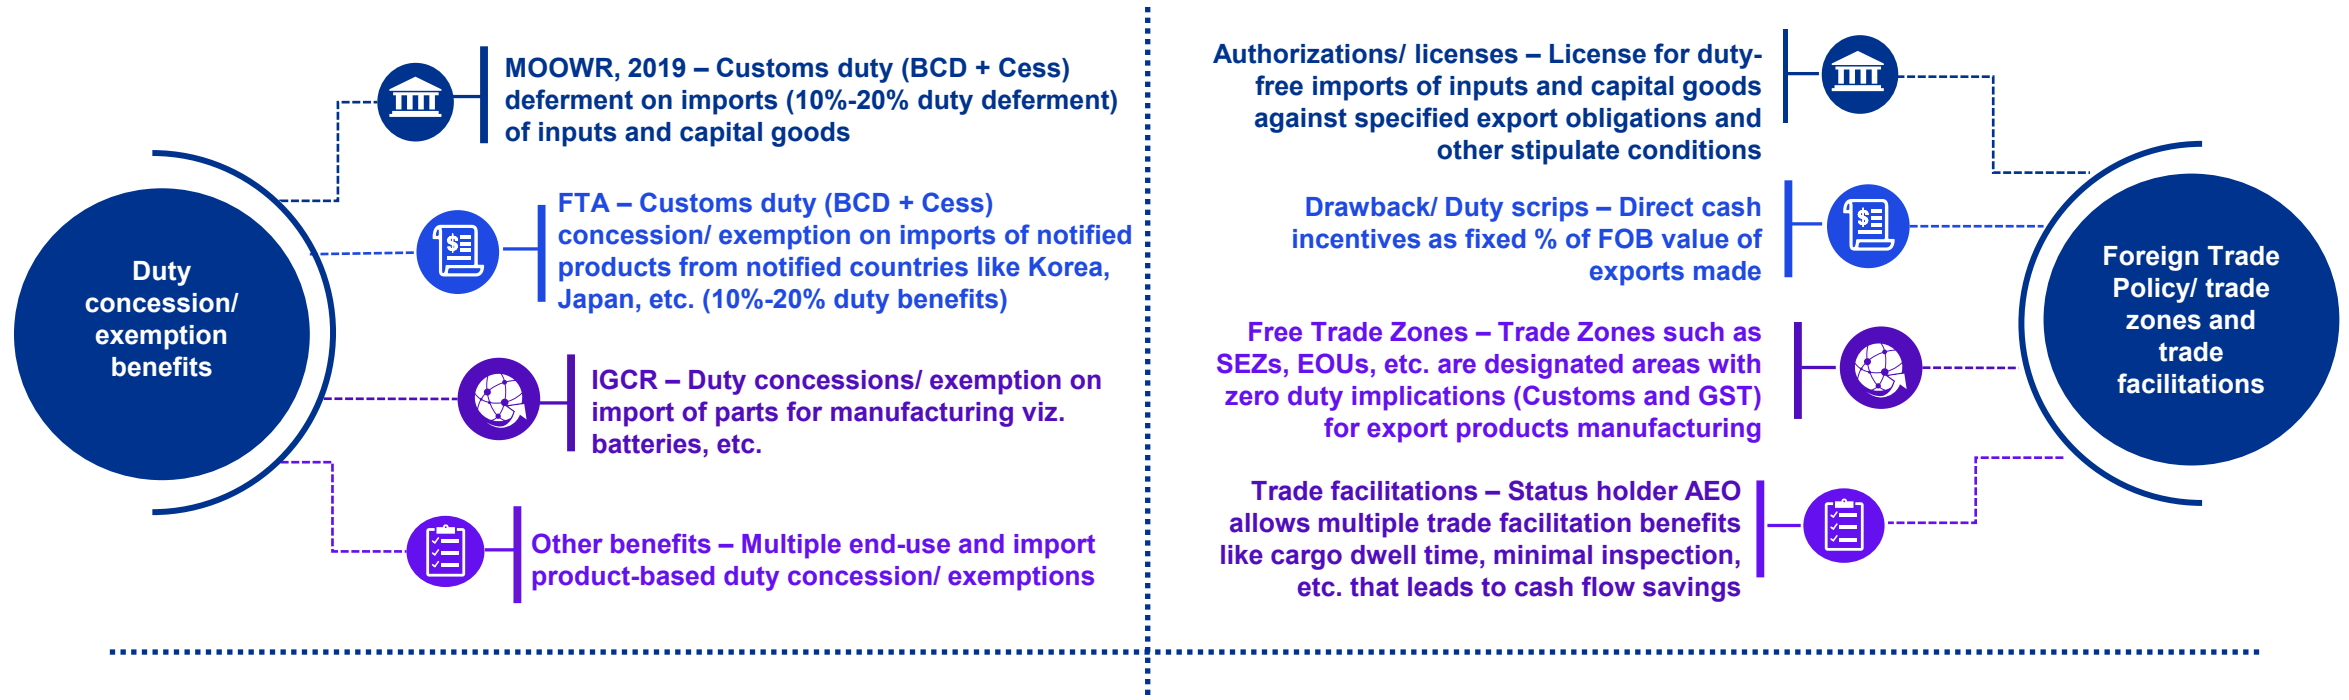 Duty
concession/
exemption
benefits
MOOWR, 2019 – Customs duty (BCD + Cess)
deferment on imports (10%-20% duty deferment)
of inputs and capital goods
FTA – Customs duty (BCD + Cess)
concession/ exemption on imports of notified
products from notified countries like Korea,
Japan, etc. (10%-20% duty benefits)
IGCR – Duty concessions/ exemption on
import of parts for manufacturing viz.
batteries, etc.
Other benefits – Multiple end-use and import
product-based duty concession/ exemptions
Authorizations/ licenses – License for duty-
free imports of inputs and capital goods
against specified export obligations and
other stipulate conditions
Drawback/ Duty scrips – Direct cash
incentives as fixed % of FOB value of
exports made
Free Trade Zones – Trade Zones such as
SEZs, EOUs, etc. are designated areas with
zero duty implications (Customs and GST)
for export products manufacturing
Trade facilitations – Status holder AEO
allows multiple trade facilitation benefits
like cargo dwell time, minimal inspection,
etc. that leads to cash flow savings
Foreign Trade
Policy/ trade
zones and
trade
facilitations